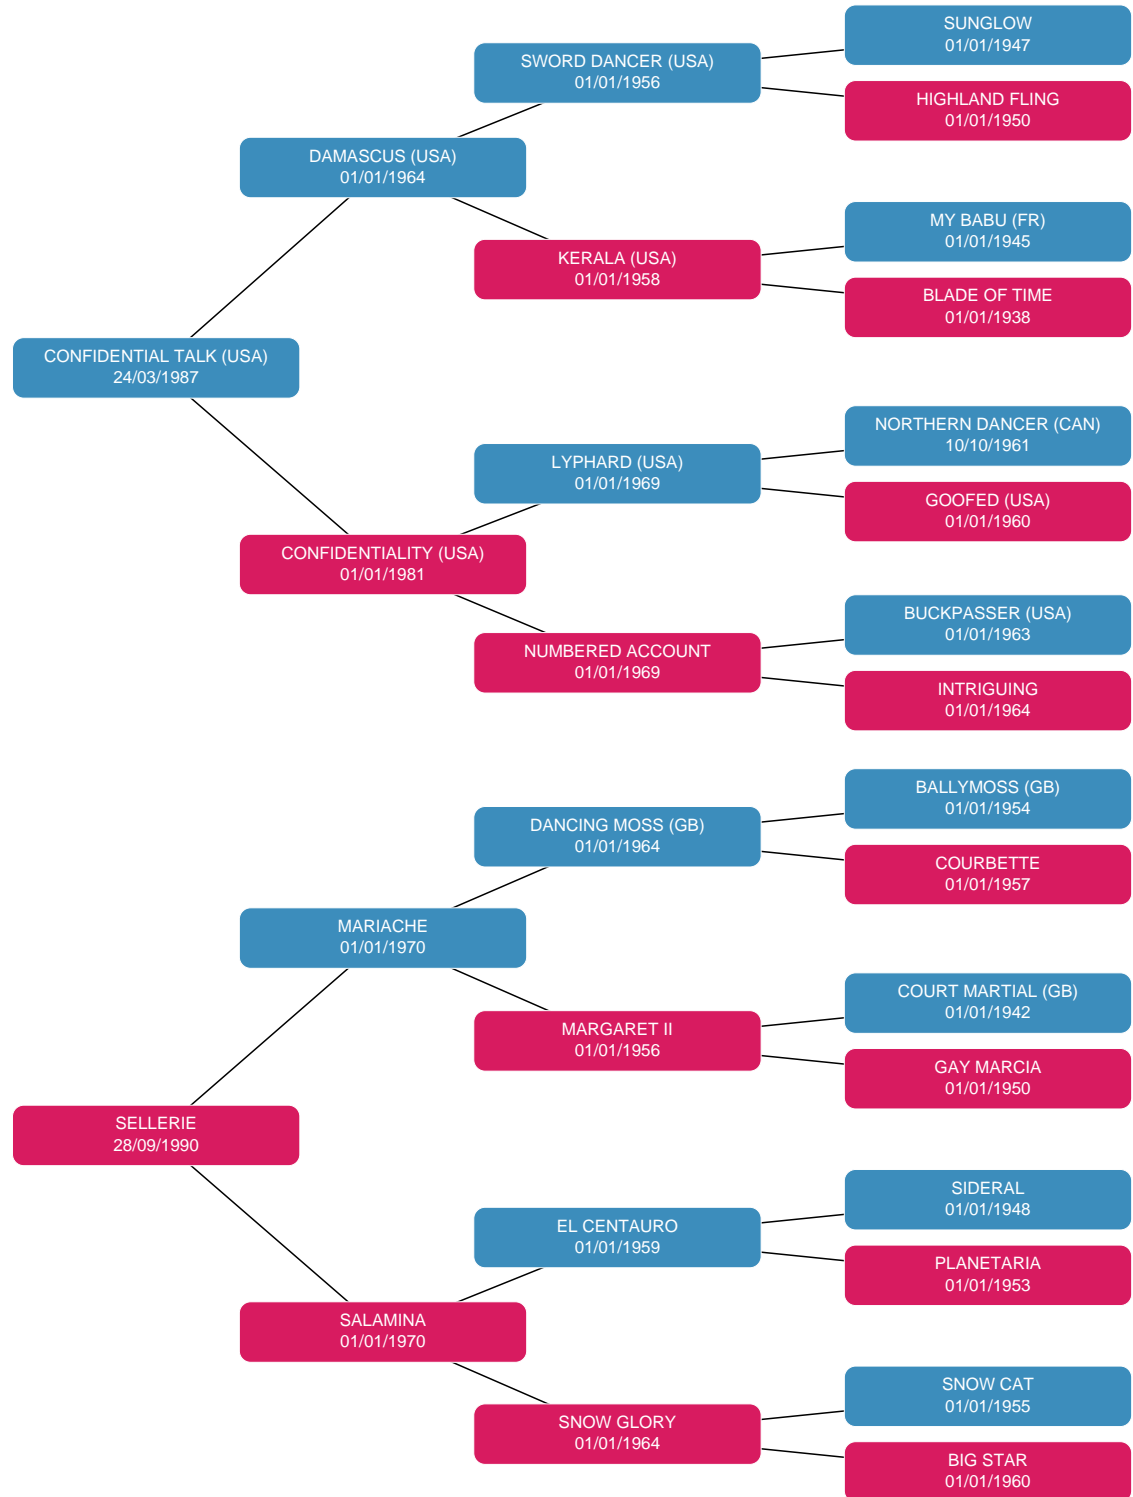 SUNGLOW
01/01/1947
SWORD DANCER (USA)
01/01/1956
HIGHLAND FLING
01/01/1950
DAMASCUS (USA)
01/01/1964
MY BABU (FR)
01/01/1945
KERALA (USA)
01/01/1958
BLADE OF TIME
01/01/1938
CONFIDENTIAL TALK (USA)
24/03/1987
NORTHERN DANCER (CAN)
10/10/1961
LYPHARD (USA)
01/01/1969
GOOFED (USA)
01/01/1960
CONFIDENTIALITY (USA)
01/01/1981
BUCKPASSER (USA)
01/01/1963
NUMBERED ACCOUNT
01/01/1969
INTRIGUING
01/01/1964
BALLYMOSS (GB)
01/01/1954
DANCING MOSS (GB)
01/01/1964
COURBETTE
01/01/1957
MARIACHE
01/01/1970
COURT MARTIAL (GB)
01/01/1942
MARGARET II
01/01/1956
GAY MARCIA
01/01/1950
SELLERIE
28/09/1990
SIDERAL
01/01/1948
EL CENTAURO
01/01/1959
PLANETARIA
01/01/1953
SALAMINA
01/01/1970
SNOW CAT
01/01/1955
SNOW GLORY
01/01/1964
BIG STAR
01/01/1960